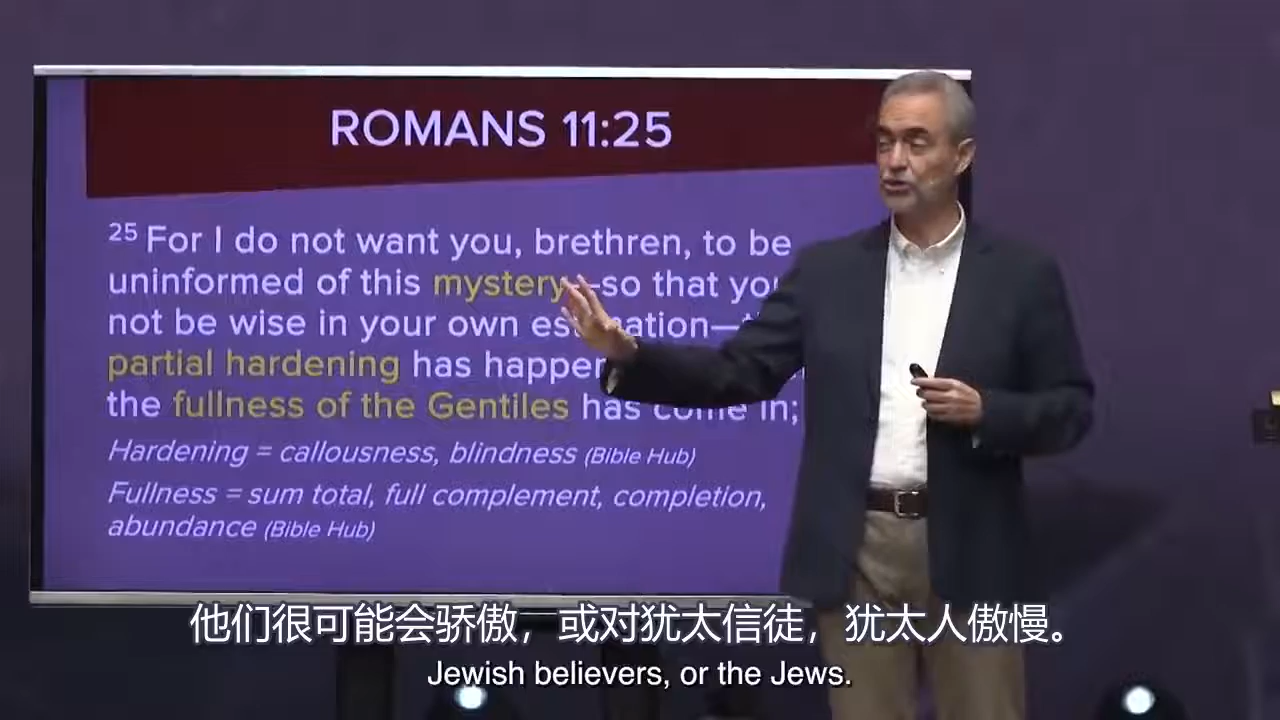 ROMANS 11:25
25 For I do not want you, brethren, to be
uninformed of this mystery—so that you
not be wise in your own
partial hardening has
the fullness of the Gentiles has come in;
Hardening = callousness, blindness (Bible Hub)
Fullness = sum total, full complement, completion,
abundance (Bible Hub)
他们很可能会骄傲，或对犹太信徒，犹太人傲慢。
Jewish believers, or the Jews.